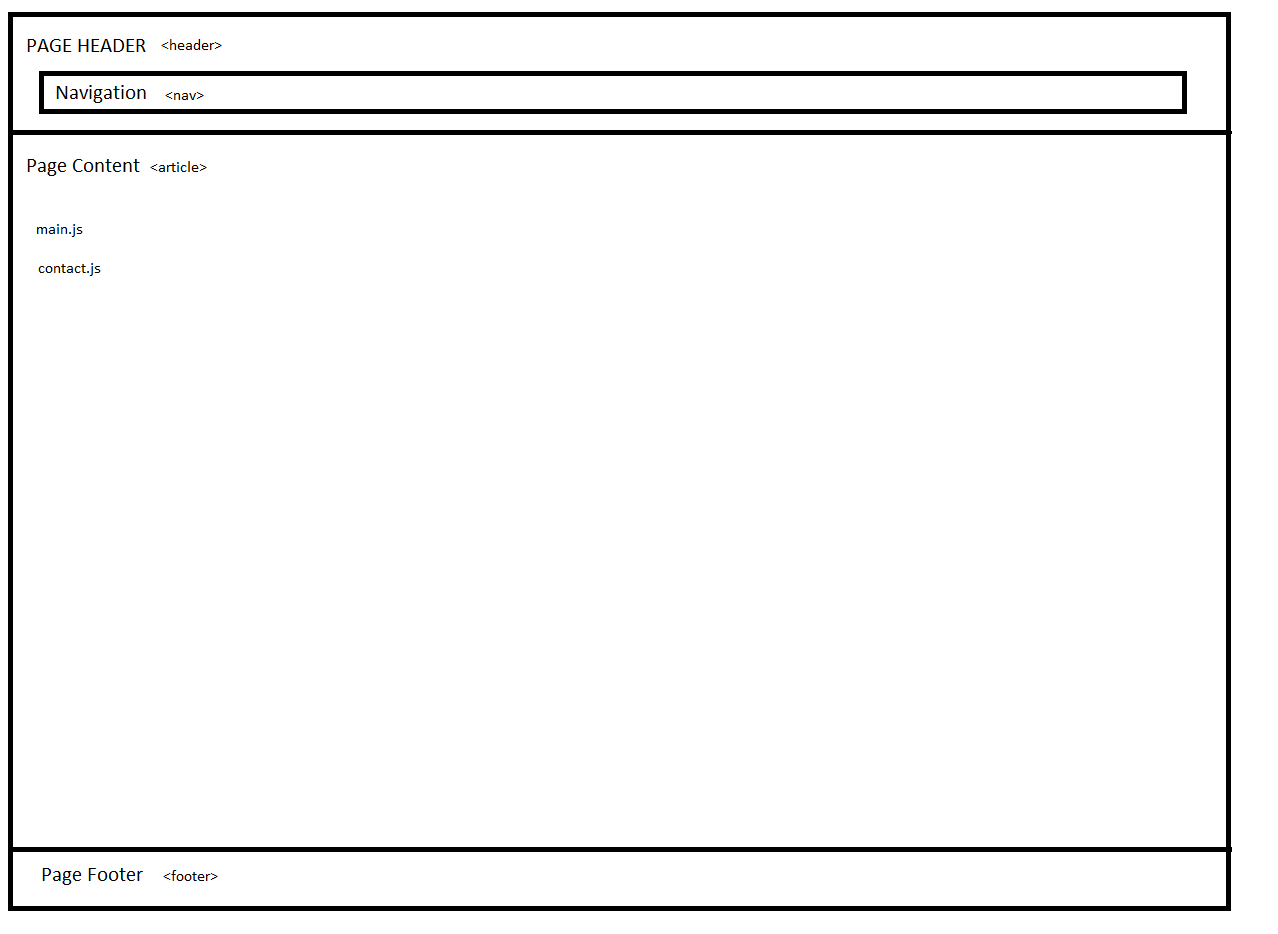 PAGE HEADER <header>
Navigation <nav>
Page Content <article>
main.js
contact.js
Page Footer <footer>